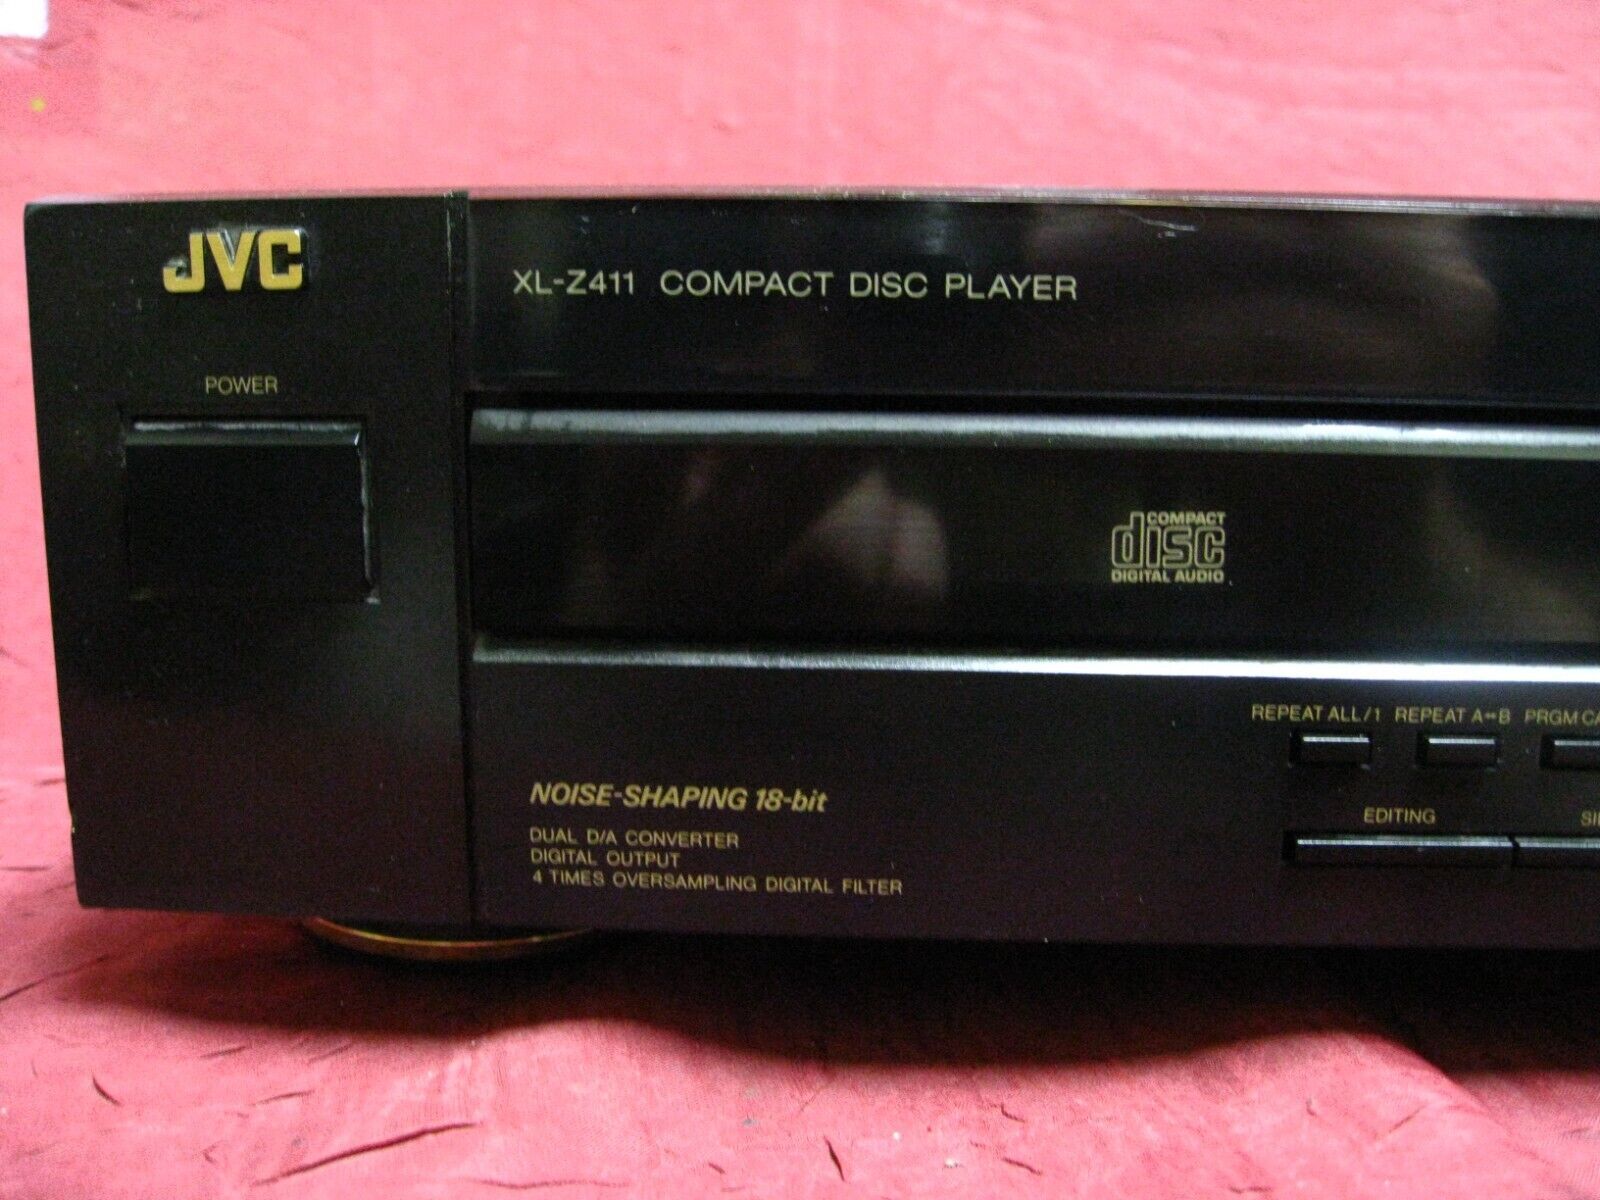 JVC
XL-Z411 COMPACT DISC PLAYER
POWER
COMPACT
disc
DIGITAL AUDIO
REPEAT ALL/1 REPEAT A↔B PRGM
EDITING
NOISE-SHAPING 18-bit
DUAL D/A CONVERTER
DIGITAL OUTPUT
4 TIMES OVERSAMPLING DIGITAL FILTER